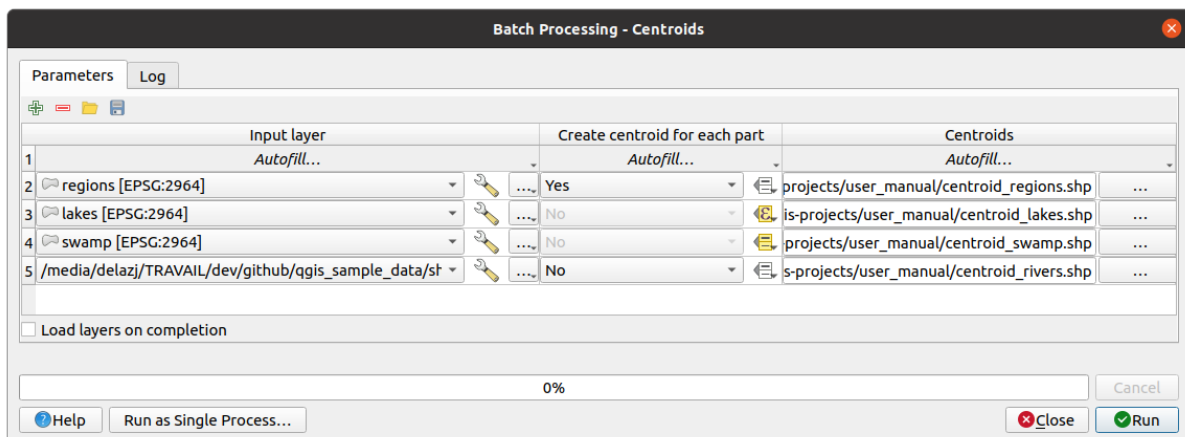 Batch Processing - Centroids
Parameters Log
Input layer Create centroid for each part Centroids
1 Autofill... Autofill... Autofill...
2 regions [EPSG:2964] ... Yes projects/user_manual/centroid_regions.shp ...
3 lakes [EPSG:2964] ... No ε is-projects/user_manual/centroid_lakes.shp ...
4 swamp [EPSG:2964] ... No projects/user_manual/centroid_swamp.shp ...
5 /media/delazj/TRAVAIL/dev/github/qgis_sample_data/sh ... No s-projects/user_manual/centroid_rivers.shp ...
Load layers on completion
0% Cancel
Help Run as Single Process... Close Run